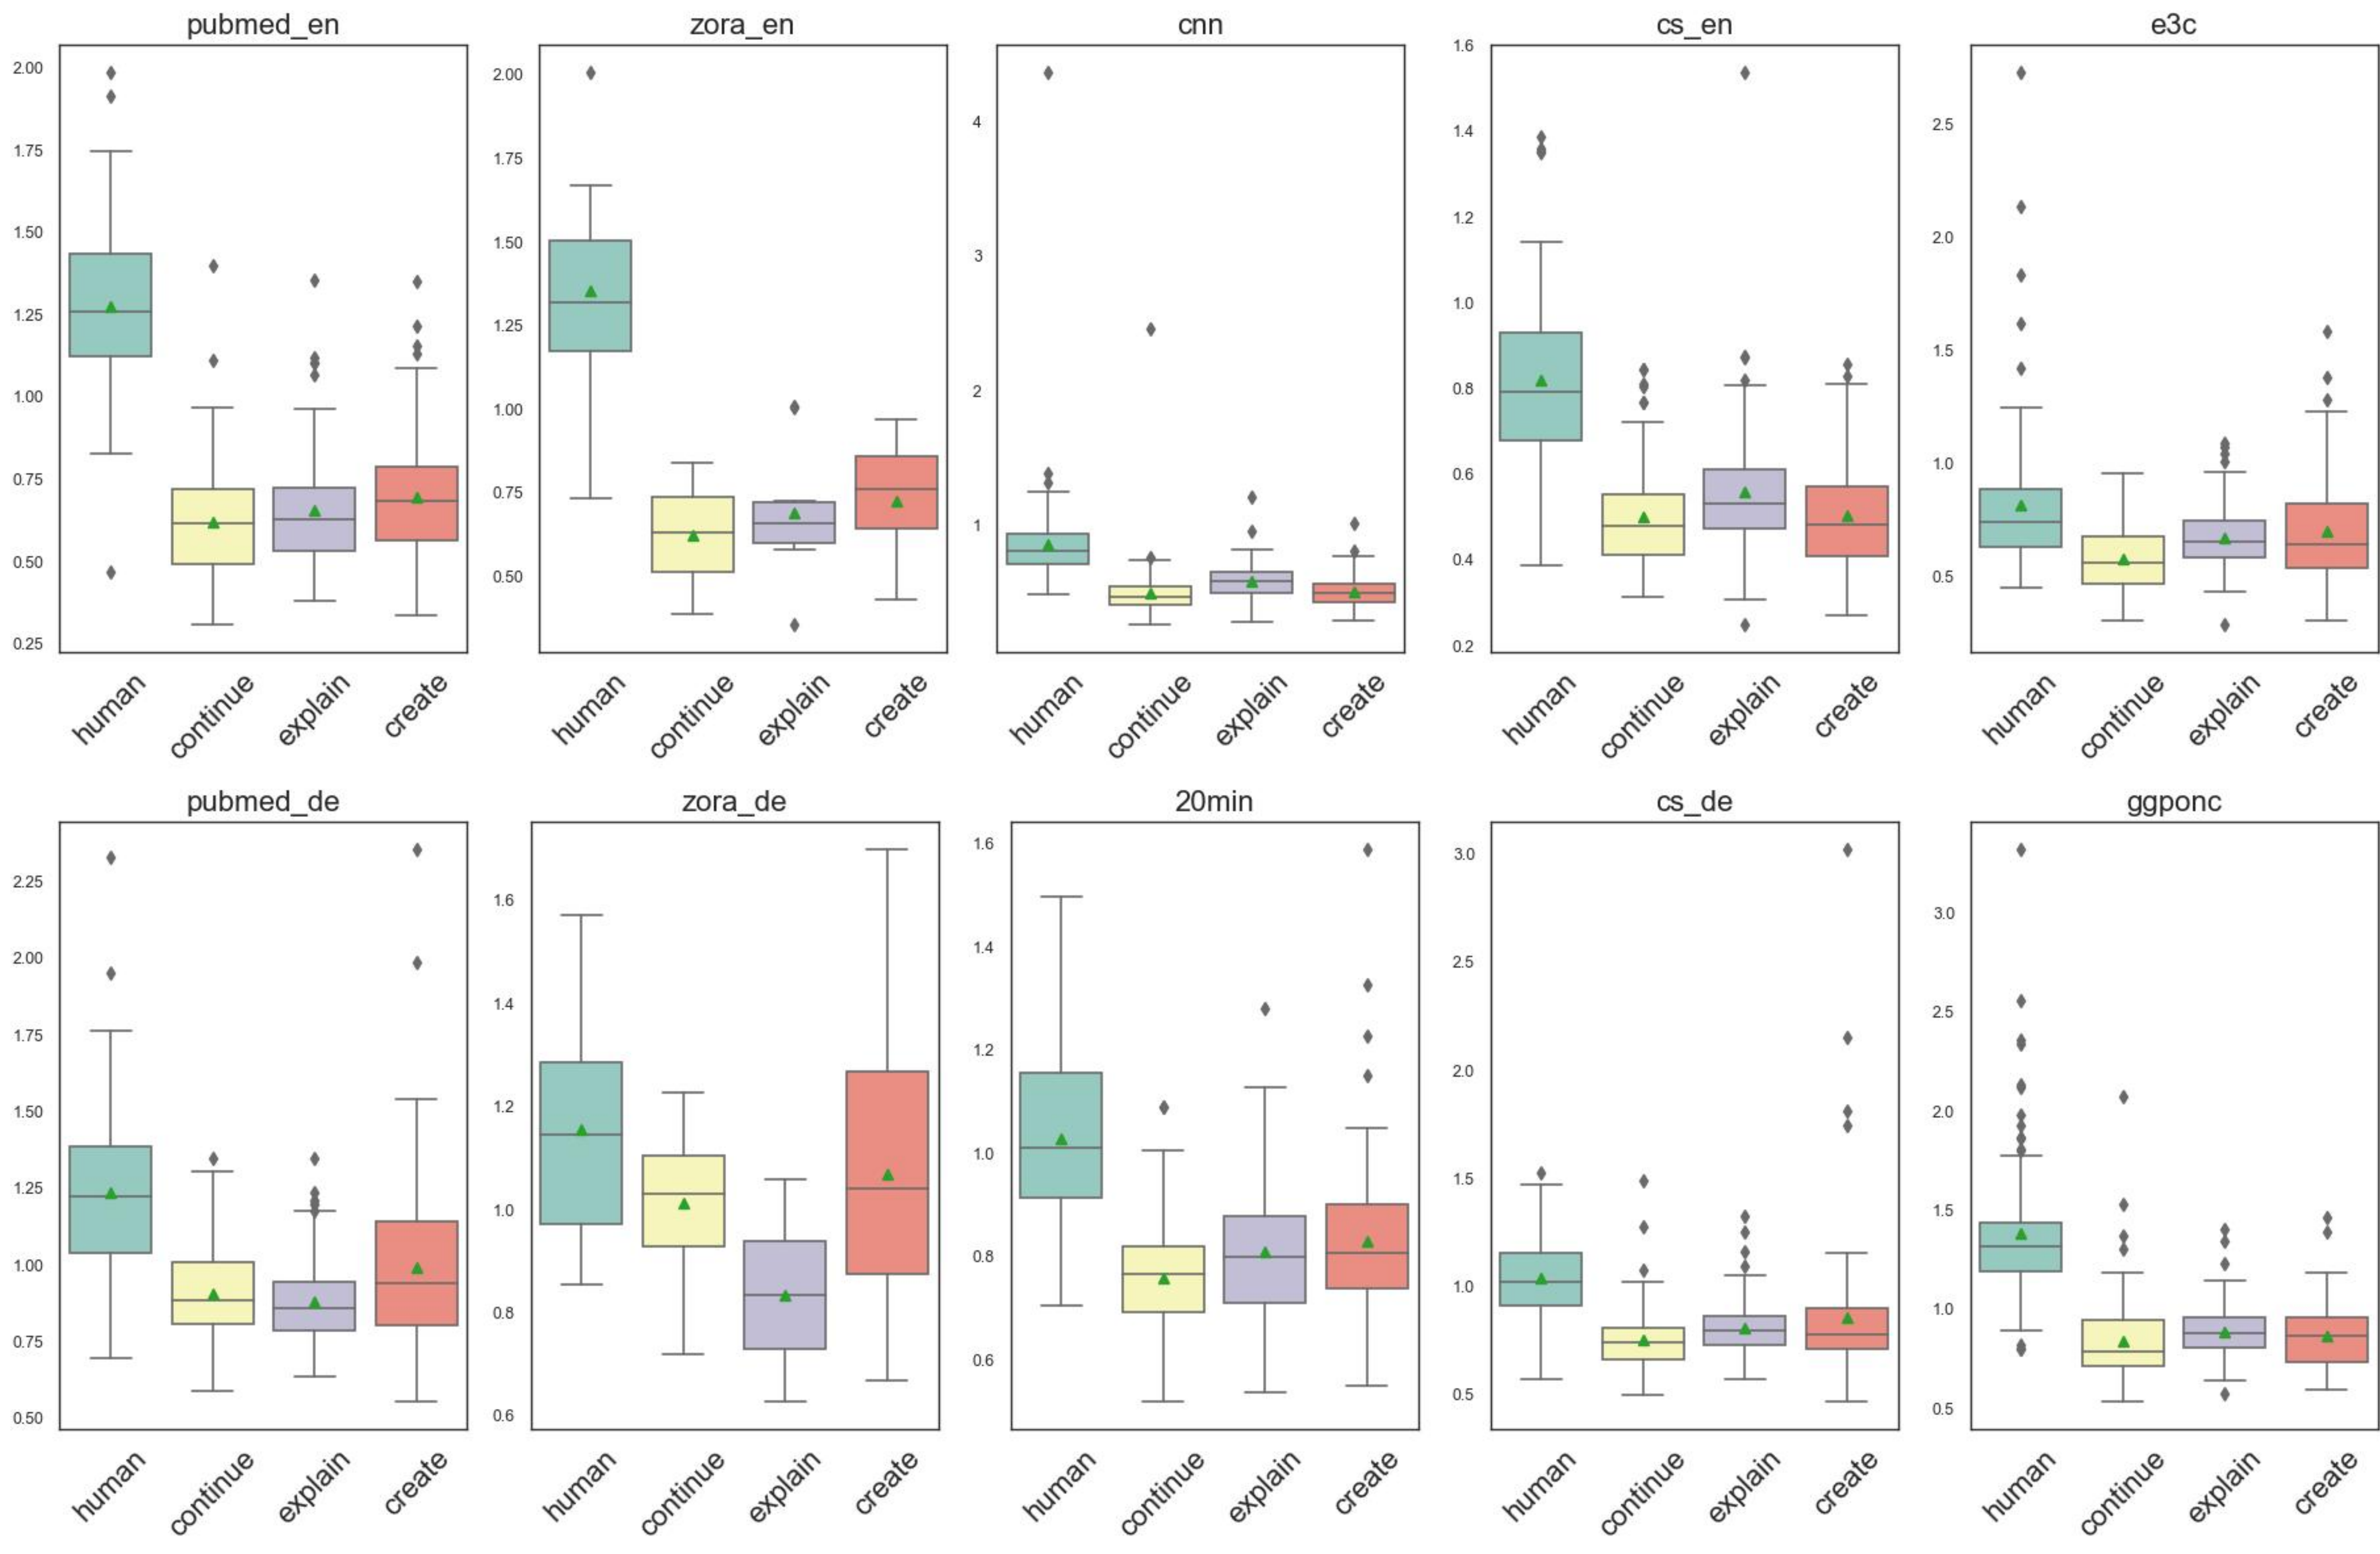 pubmed_en
2.00
1.75
1.50
1.25
1.00
0.75
0.50
0.25
human
continue
explain
create
zora_en
2.00
1.75
1.50
1.25
1.00
0.75
0.50
human
continue
explain
create
cnn
4
3
2
1
human
continue
explain
create
cs_en
1.6
1.4
1.2
1.0
0.8
0.6
0.4
0.2
human
continue
explain
create
e3c
2.5
2.0
1.5
1.0
0.5
human
continue
explain
create
pubmed_de
2.25
2.00
1.75
1.50
1.25
1.00
0.75
0.50
human
continue
explain
create
zora_de
1.6
1.4
1.2
1.0
0.8
0.6
human
continue
explain
create
20min
1.6
1.4
1.2
1.0
0.8
0.6
human
continue
explain
create
cs_de
3.0
2.5
2.0
1.5
1.0
0.5
human
continue
explain
create
ggponc
3.0
2.5
2.0
1.5
1.0
0.5
human
continue
explain
create